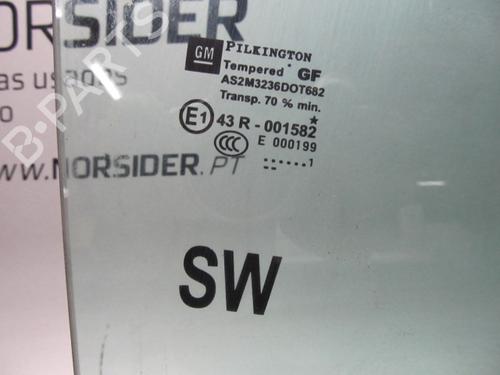 NORSIDER
as usadas
B-PARTS
www.NORSIDER.PT
GM PILKINGTON
Tempered GF
AS2M3236DOT682
Transp. 70 % min.
E1 43 R - 001582
CCC E 000199
......1
SW